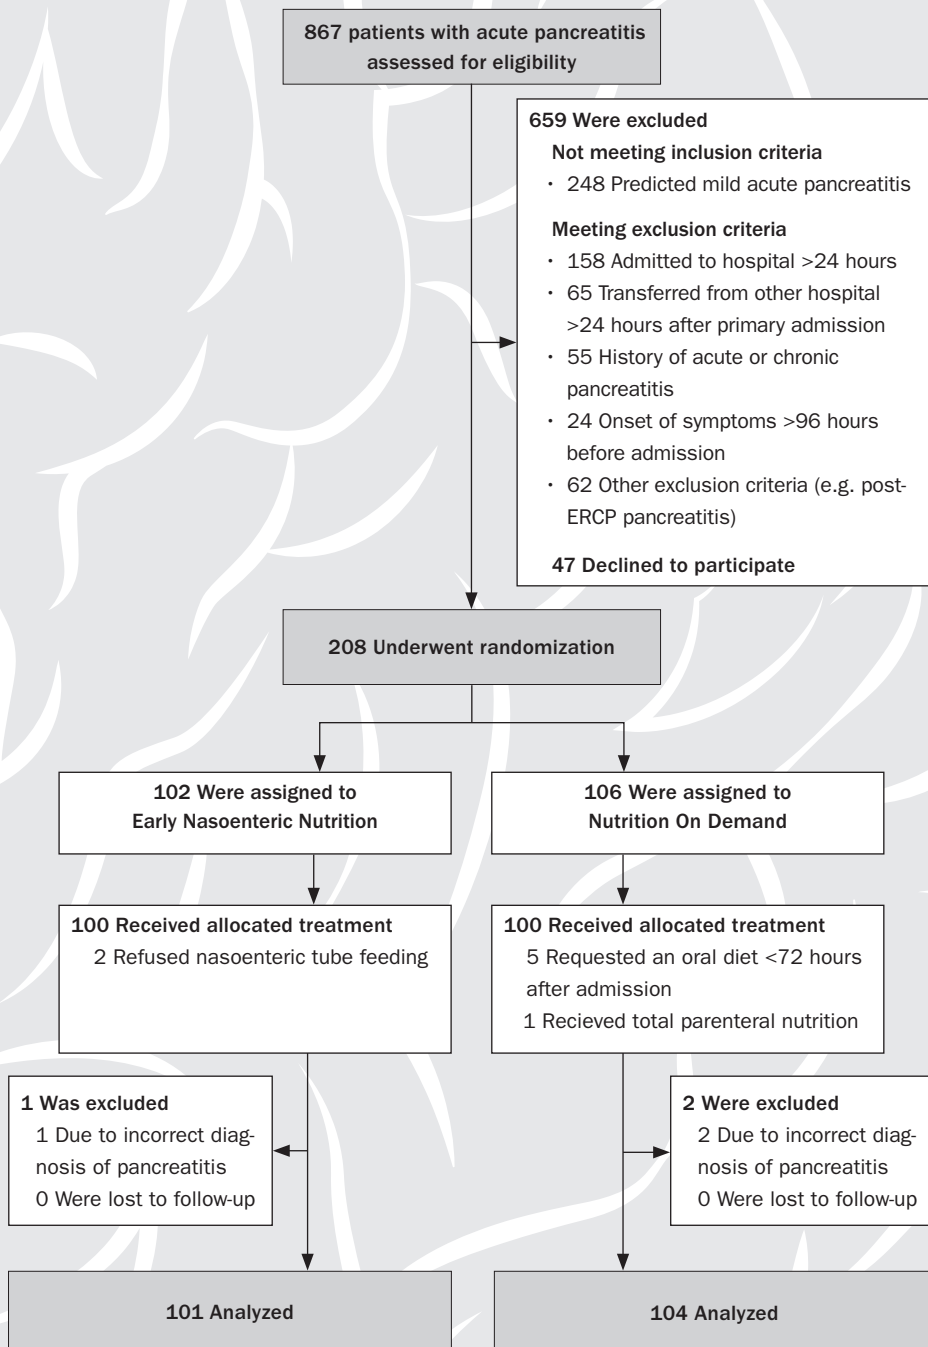 867 patients with acute pancreatitis
assessed for eligibility
659 Were excluded
Not meeting inclusion criteria
· 248 Predicted mild acute pancreatitis
Meeting exclusion criteria
· 158 Admitted to hospital >24 hours
· 65 Transferred from other hospital
>24 hours after primary admission
· 55 History of acute or chronic
pancreatitis
· 24 Onset of symptoms >96 hours
before admission
· 62 Other exclusion criteria (e.g. post-
ERCP pancreatitis)
47 Declined to participate
208 Underwent randomization
102 Were assigned to
Early Nasoenteric Nutrition
106 Were assigned to
Nutrition On Demand
100 Received allocated treatment
2 Refused nasoenteric tube feeding
100 Received allocated treatment
5 Requested an oral diet <72 hours
after admission
1 Recieved total parenteral nutrition
1 Was excluded
1 Due to incorrect diag-
nosis of pancreatitis
0 Were lost to follow-up
2 Were excluded
2 Due to incorrect diag-
nosis of pancreatitis
0 Were lost to follow-up
101 Analyzed
104 Analyzed